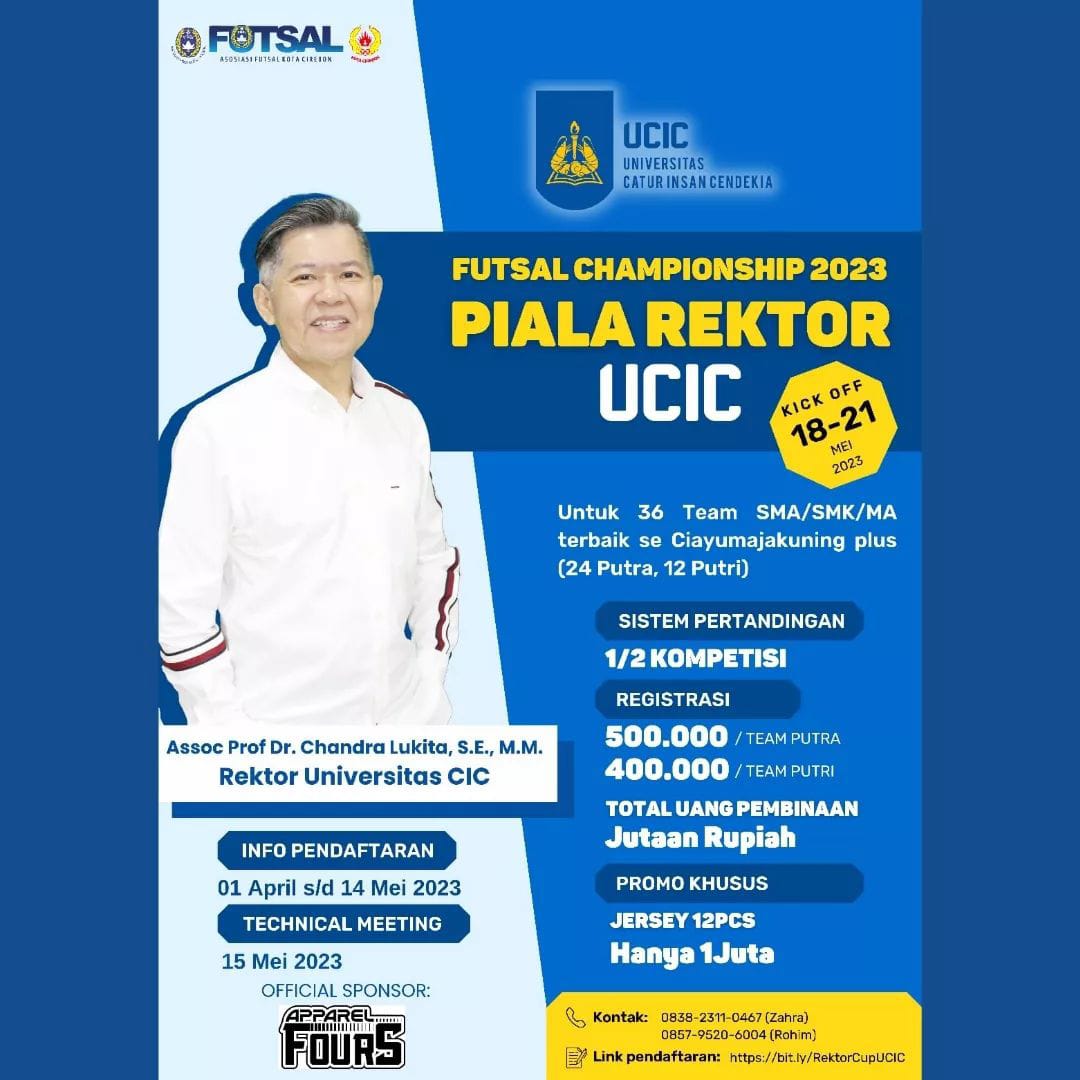 FUTSAL
ASOSIASI FUTSAL KOTA CIREBON
UCIC
UNIVERSITAS
CATUR INSAN CENDEKIA
FUTSAL CHAMPIONSHIP 2023
PIALA REKTOR
UCIC
KICK OFF
18-21
MEI
2023
Untuk 36 Team SMA/SMK/MA
terbaik se Ciayumajakuning plus
(24 Putra, 12 Putri)
SISTEM PERTANDINGAN
1/2 KOMPETISI
REGISTRASI
500.000 / TEAM PUTRA
400.000 / TEAM PUTRI
TOTAL UANG PEMBINAAN
Jutaan Rupiah
PROMO KHUSUS
JERSEY 12PCS
Hanya 1Juta
Assoc Prof Dr. Chandra Lukita, S.E., M.M.
Rektor Universitas CIC
INFO PENDAFTARAN
01 April s/d 14 Mei 2023
TECHNICAL MEETING
15 Mei 2023
OFFICIAL SPONSOR:
APPAREL
FOURS
Kontak: 0838-2311-0467 (Zahra)
0857-9520-6004 (Rohim)
Link pendaftaran: https://bit.ly/RektorCupUCIC